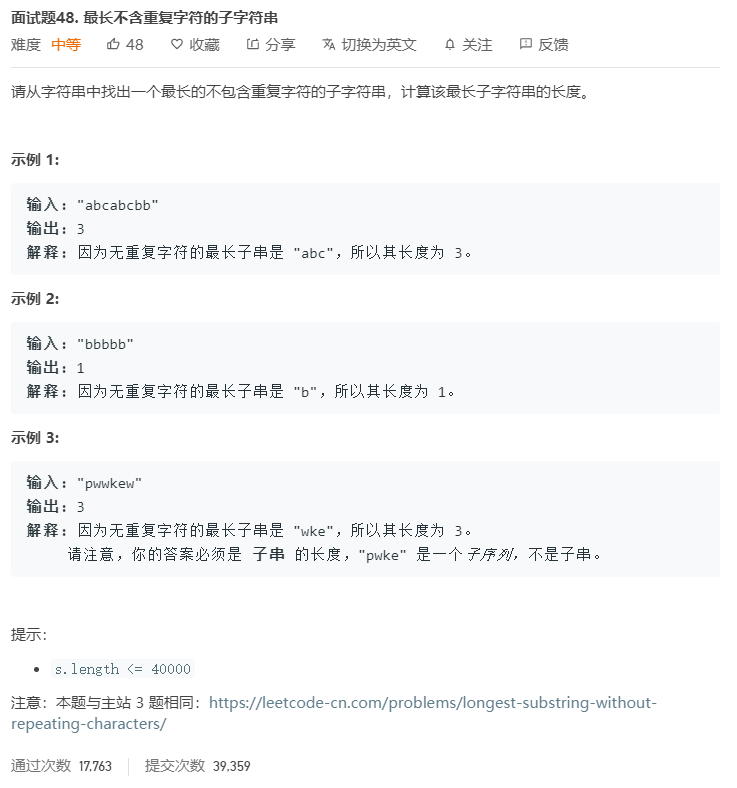 面试题48. 最长不含重复字符的子字符串
难度 中等 48 收藏 分享 切换为英文 关注 反馈
请从字符串中找出一个最长的不包含重复字符的子字符串，计算该最长子字符串的长度。
示例 1:
输入: "abcabcbb"
输出: 3
解释: 因为无重复字符的最长子串是 "abc"，所以其长度为 3。
示例 2:
输入: "bbbbb"
输出: 1
解释: 因为无重复字符的最长子串是 "b"，所以其长度为 1。
示例 3:
输入: "pwwkew"
输出: 3
解释: 因为无重复字符的最长子串是 "wke"，所以其长度为 3。
请注意，你的答案必须是 子串 的长度，"pwke" 是一个子序列，不是子串。
提示：
• s.length <= 40000
注意：本题与主站 3 题相同：https://leetcode-cn.com/problems/longest-substring-without-
repeating-characters/
通过次数 17,763 提交次数 39,359